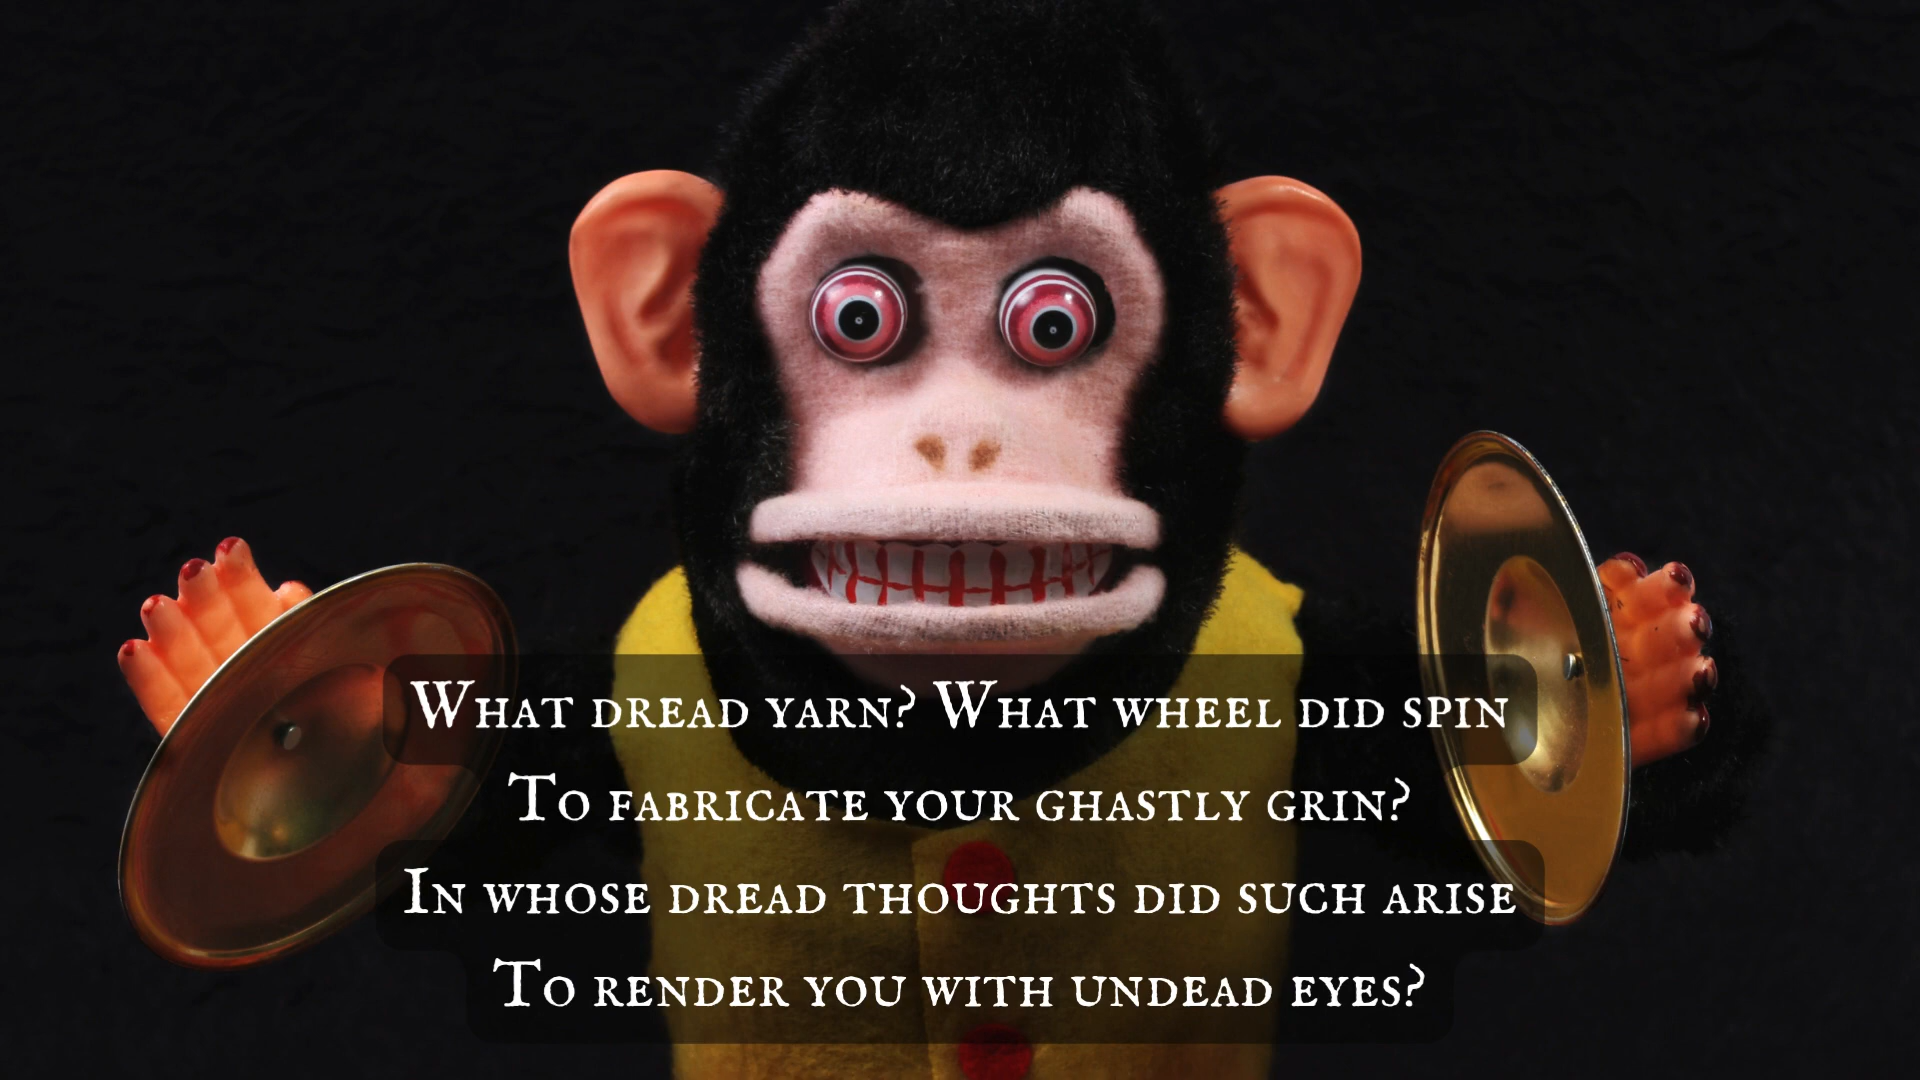 What dread yarn? What wheel did spin
To fabricate your ghastly grin?
In whose dread thoughts did such arise
To render you with undead eyes?